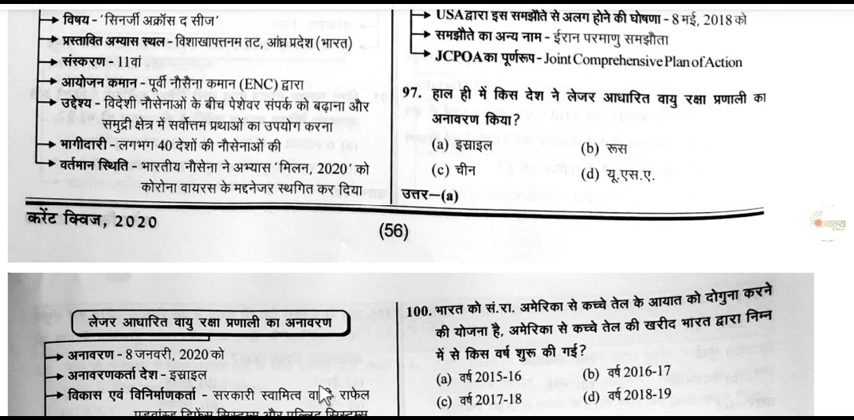 → विषय - 'सिनर्जी अक्रॉस द सीज'
→ प्रस्तावित अभ्यास स्थल - विशाखापत्तनम तट, आंध्र प्रदेश (भारत)
→ संस्करण - 11वां
→ आयोजन कमान - पूर्वी नौसैना कमान (ENC) द्वारा
→ उद्देश्य - विदेशी नौसेनाओं के बीच पेशेवर संपर्क को बढ़ाना और
समुद्री क्षेत्र में सर्वोत्तम प्रथाओं का उपयोग करना
→ भागीदारी - लगभग 40 देशों की नौसेनाओं की
→ वर्तमान स्थिति - भारतीय नौसेना ने अभ्यास 'मिलन, 2020' को
कोरोना वायरस के मद्देनजर स्थगित कर दिया
→ USA द्वारा इस समझौते से अलग होने की घोषणा - 8 मई, 2018 को
→ समझौते का अन्य नाम - ईरान परमाणु समझौता
→ JCPOA का पूर्णरूप - Joint Comprehensive Plan of Action
97. हाल ही में किस देश ने लेजर आधारित वायु रक्षा प्रणाली का
अनावरण किया?
(a) इस्राइल (b) रूस
(c) चीन (d) यू.एस.ए.
उत्तर—(a)
करेंट क्विज, 2020
(56)
लेजर आधारित वायु रक्षा प्रणाली का अनावरण
→ अनावरण - 8 जनवरी, 2020 को
→ अनावरणकर्ता देश - इस्राइल
→ विकास एवं विनिर्माणकर्ता - सरकारी स्वामित्व राफेल
एडवांस्ड डिफेंस सिस्टम्स और एल्बिट सिस्टम्स
100. भारत को सं.रा. अमेरिका से कच्चे तेल के आयात को दोगुना करने
की योजना है, अमेरिका से कच्चे तेल की खरीद भारत द्वारा निम्न
में से किस वर्ष शुरू की गई?
(a) वर्ष 2015-16 (b) वर्ष 2016-17
(c) वर्ष 2017-18 (d) वर्ष 2018-19